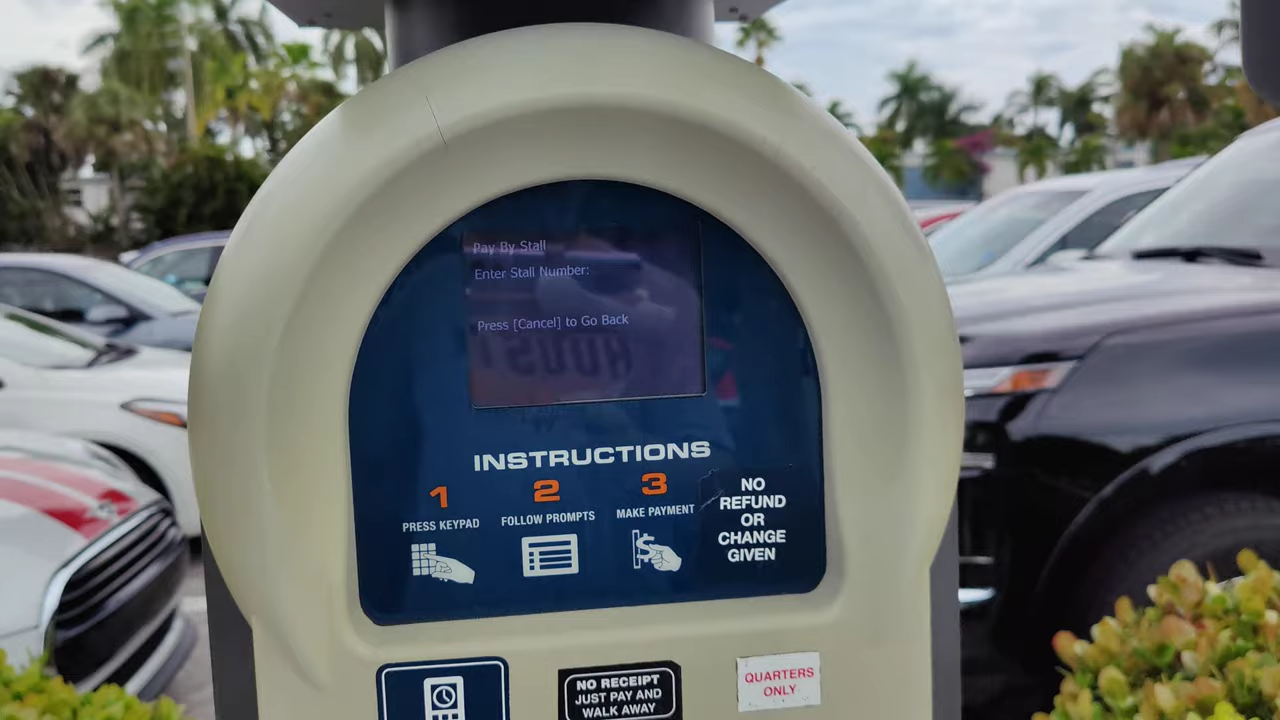 Pay By Stall
Enter Stall Number:
Press [Cancel] to Go Back
INSTRUCTIONS
1
PRESS KEYPAD
2
FOLLOW PROMPTS
3
MAKE PAYMENT
NO
REFUND
OR
CHANGE
GIVEN
NO RECEIPT
JUST PAY AND
WALK AWAY
QUARTERS
ONLY